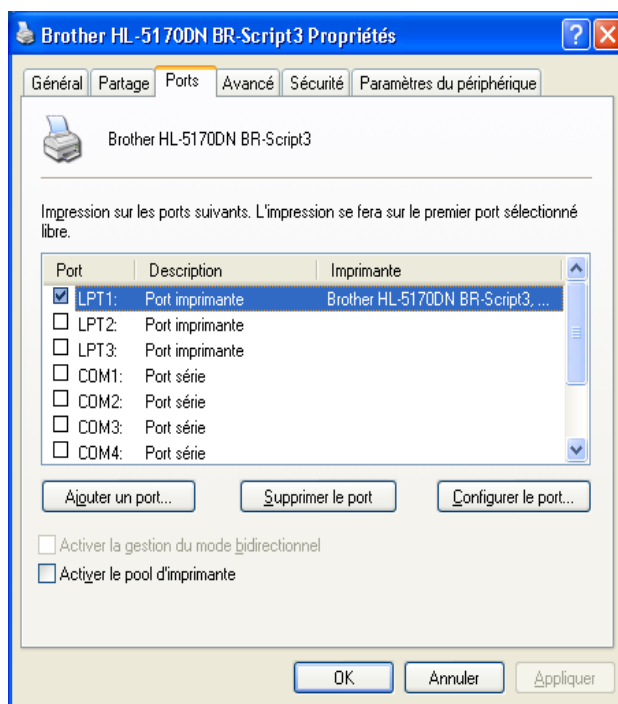 Brother HL-5170DN BR-Script3 Propriétés
Général Partage Ports Avancé Sécurité Paramètres du périphérique
Brother HL-5170DN BR-Script3
Impression sur les ports suivants. L'impression se fera sur le premier port sélectionné
libre.
Port Description Imprimante
LPT1: Port imprimante Brother HL-5170DN BR-Script3, ...
LPT2: Port imprimante
LPT3: Port imprimante
COM1: Port série
COM2: Port série
COM3: Port série
COM4: Port série
Ajouter un port... Supprimer le port Configurer le port...
Activer la gestion du mode bidirectionnel
Activer le pool d'imprimante
OK Annuler Appliquer